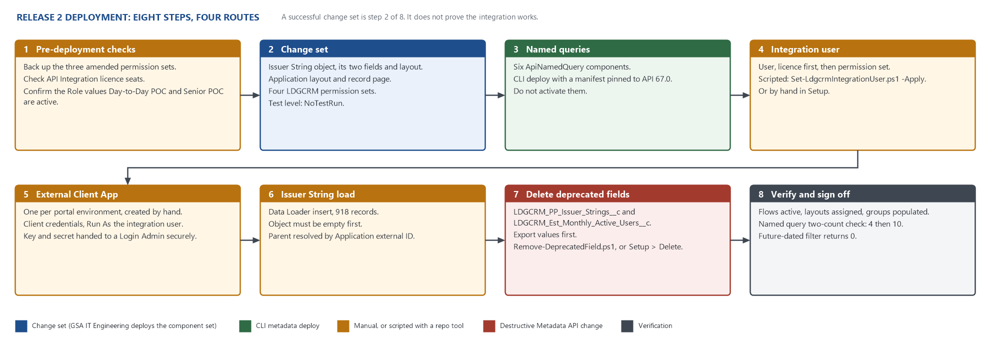 RELEASE 2 DEPLOYMENT: EIGHT STEPS, FOUR ROUTES
A successful change set is step 2 of 8. It does not prove the integration works.
1 Pre-deployment checks
Back up the three amended permission sets.
Check API Integration licence seats.
Confirm the Role values Day-to-Day POC and Senior POC
are active.
2 Change set
Issuer String object, its two fields and layout.
Application layout and record page.
Four LDGCRM permission sets.
Test level: NoTestRun.
3 Named queries
Six ApiNamedQuery components.
CLI deploy with a manifest pinned to API 67.0.
Do not activate them.
4 Integration user
User, licence first, then permission set.
Scripted: Set-LdgcrmIntegrationUser.ps1 -Apply.
Or by hand in Setup.
5 External Client App
One per portal environment, created by hand.
Client credentials, Run As the integration user.
Key and secret handed to a Login Admin securely.
6 Issuer String load
Data Loader insert, 918 records.
Object must be empty first.
Parent resolved by Application external ID.
7 Delete deprecated fields
LDGCRM_PP_Issuer_Strings__c and
LDGCRM_Est_Monthly_Active_Users__c.
Export values first.
Remove-DeprecatedField.ps1, or Setup > Delete.
8 Verify and sign off
Flows active, layouts assigned, groups populated.
Named query two-count check: 4 then 10.
Future-dated filter returns 0.
Change set (GSA IT Engineering deploys the component set)
CLI metadata deploy
Manual, or scripted with a repo tool
Destructive Metadata API change
Verification